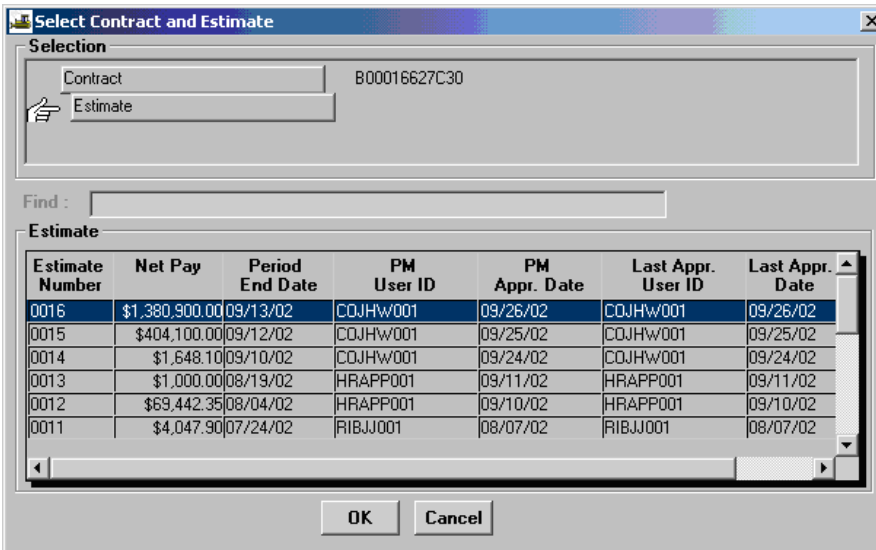 Select Contract and Estimate
Selection
Contract B00016627C30
Estimate
Find :
Estimate
Estimate Number Net Pay Period End Date PM User ID PM Appr. Date Last Appr. User ID Last Appr. Date
0016 $1,380,900.00 09/13/02 COJHW001 09/26/02 COJHW001 09/26/02
0015 $404,100.00 09/12/02 COJHW001 09/25/02 COJHW001 09/25/02
0014 $1,648.10 09/10/02 COJHW001 09/24/02 COJHW001 09/24/02
0013 $1,000.00 08/19/02 HRAPP001 09/11/02 HRAPP001 09/11/02
0012 $69,442.35 08/04/02 HRAPP001 09/10/02 HRAPP001 09/10/02
0011 $4,047.90 07/24/02 RIBJJ001 08/07/02 RIBJJ001 08/07/02
OK Cancel